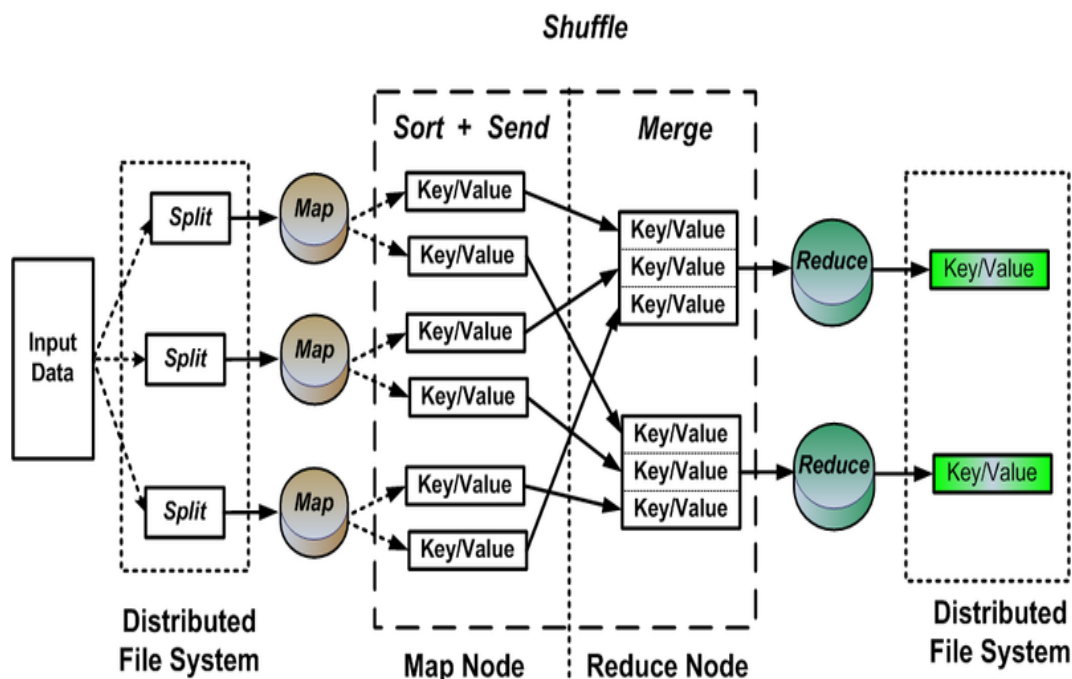 Shuffle
Sort + Send
Merge
Input
Data
Split
Split
Split
Map
Map
Map
Key/Value
Key/Value
Key/Value
Key/Value
Key/Value
Key/Value
Key/Value
Key/Value
Key/Value
Key/Value
Key/Value
Key/Value
Reduce
Reduce
Key/Value
Key/Value
Distributed
File System
Map Node
Reduce Node
Distributed
File System